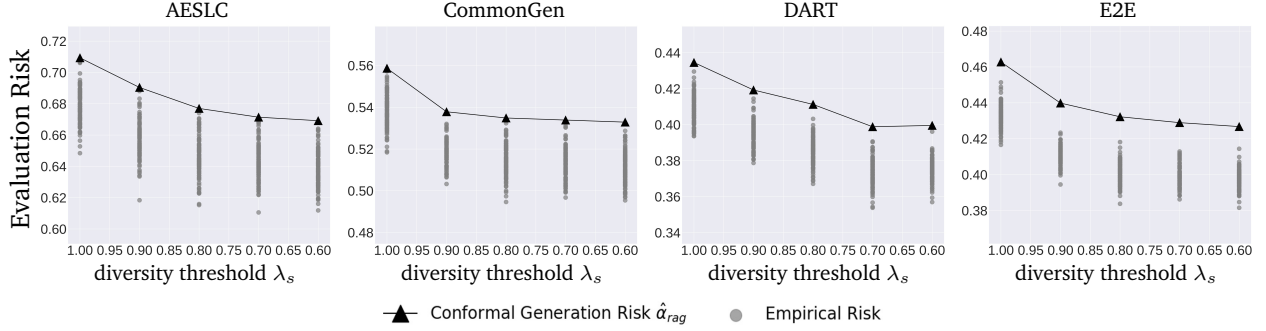 AESLC CommonGen DART E2E
Evaluation Risk
0.72 0.70 0.68 0.66 0.64 0.62 0.60
0.56 0.54 0.52 0.50 0.48
0.44 0.42 0.40 0.38 0.36 0.34
0.48 0.46 0.44 0.42 0.40 0.38
1.00 0.95 0.90 0.85 0.80 0.75 0.70 0.65 0.60 1.00 0.95 0.90 0.85 0.80 0.75 0.70 0.65 0.60 1.00 0.95 0.90 0.85 0.80 0.75 0.70 0.65 0.60 1.00 0.95 0.90 0.85 0.80 0.75 0.70 0.65 0.60
diversity threshold λs diversity threshold λs diversity threshold λs diversity threshold λs
Conformal Generation Risk α̂rag Empirical Risk